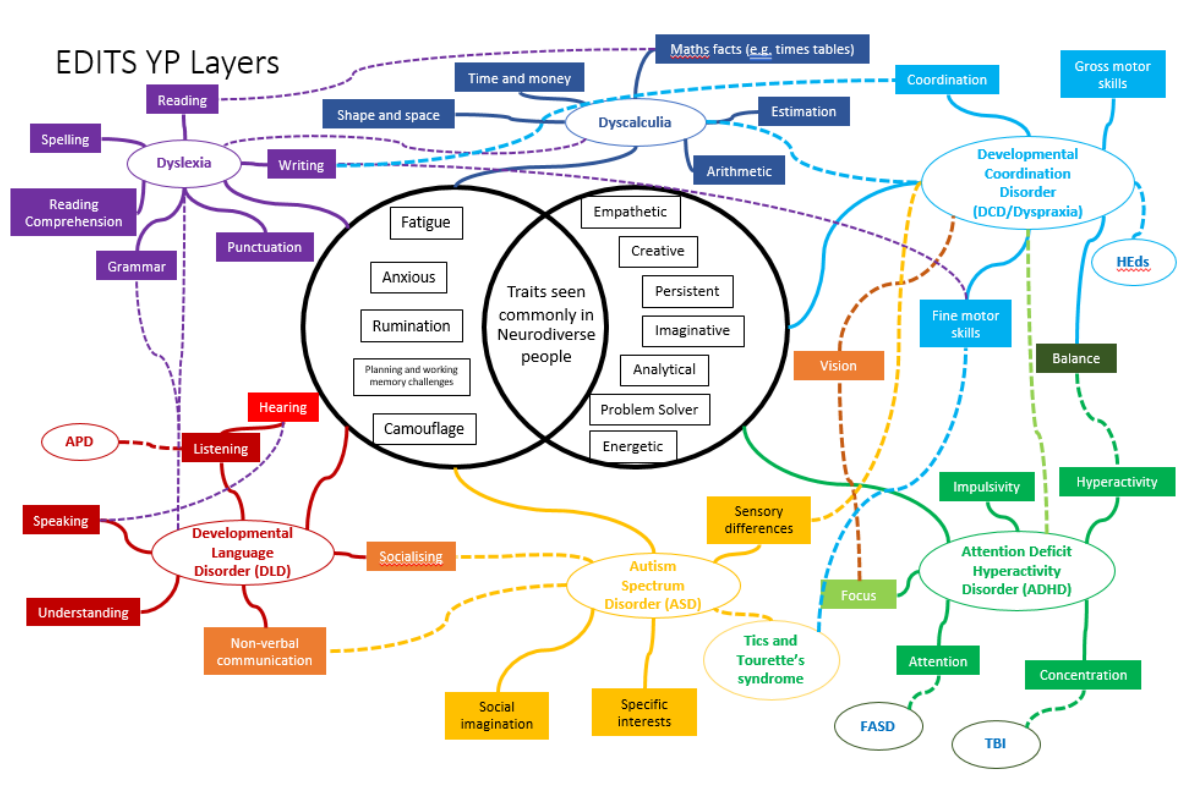 EDITS YP Layers
Maths facts (e.g. times tables)
Time and money
Coordination
Gross motor
skills
Reading
Shape and space
Dyscalculia
Estimation
Spelling
Dyslexia
Writing
Arithmetic
Developmental
Coordination
Disorder
(DCD/Dyspraxia)
Reading
Comprehension
Punctuation
Grammar
HEds
Fatigue
Anxious
Rumination
Planning and working
memory challenges
Camouflage
Traits seen
commonly in
Neurodiverse
people
Empathetic
Creative
Persistent
Imaginative
Analytical
Problem Solver
Energetic
Fine motor
skills
Vision
Balance
Hearing
APD
Listening
Speaking
Developmental
Language
Disorder (DLD)
Socialising
Understanding
Non-verbal
communication
Sensory
differences
Autism
Spectrum
Disorder (ASD)
Impulsivity
Hyperactivity
Attention Deficit
Hyperactivity
Disorder (ADHD)
Focus
Tics and
Tourette's
syndrome
Attention
Concentration
Social
imagination
Specific
interests
FASD
TBI